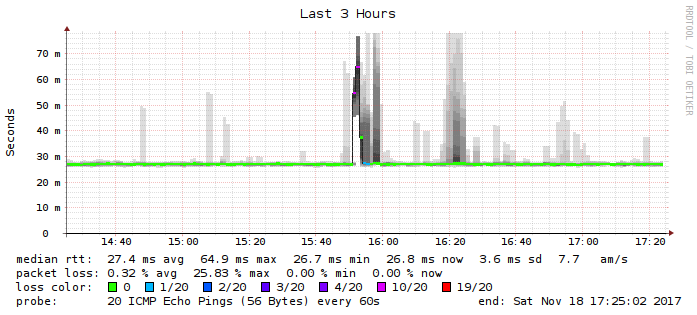 Last 3 Hours
RRDTOOL / TOBI OETIKER
Seconds
70 m
60 m
50 m
40 m
30 m
20 m
10 m
0
14:40 15:00 15:20 15:40 16:00 16:20 16:40 17:00 17:20
median rtt: 27.4 ms avg 64.9 ms max 26.7 ms min 26.8 ms now 3.6 ms sd 7.7 am/s
packet loss: 0.32 % avg 25.83 % max 0.00 % min 0.00 % now
loss color: 0 1/20 2/20 3/20 4/20 10/20 19/20
probe: 20 ICMP Echo Pings (56 Bytes) every 60s end: Sat Nov 18 17:25:02 2017